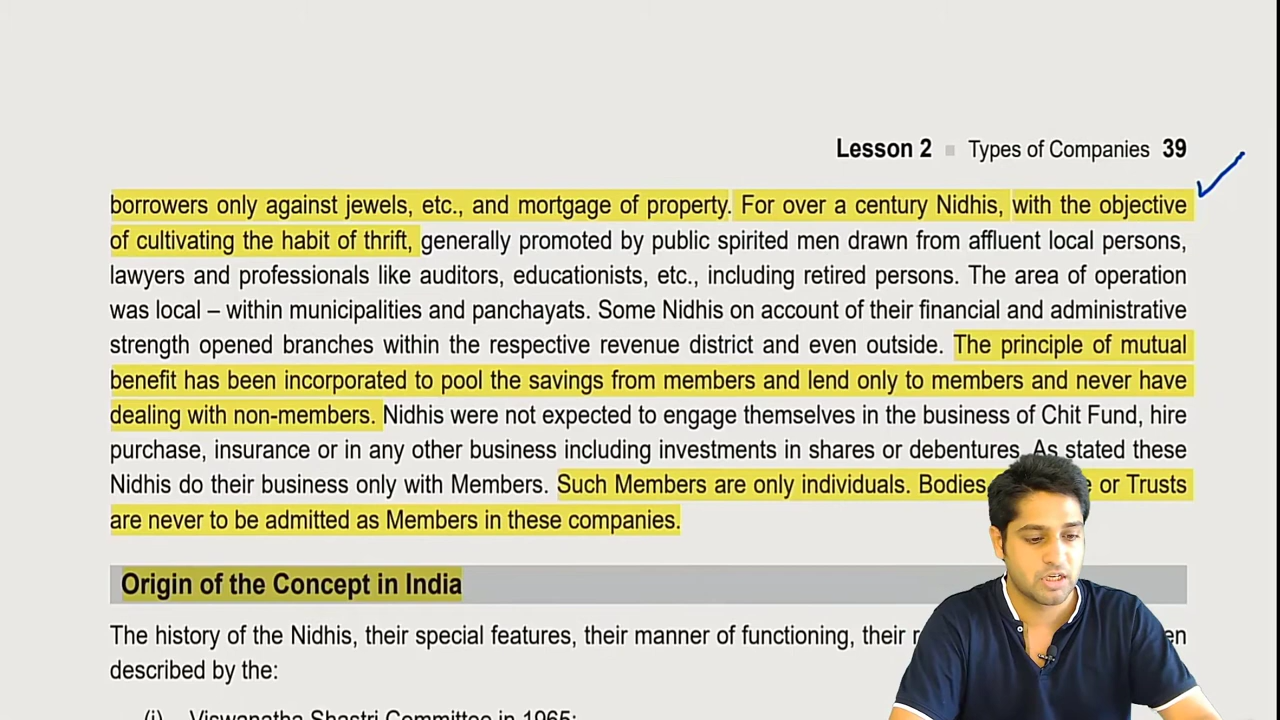 Lesson 2 ■ Types of Companies 39
borrowers only against jewels, etc., and mortgage of property. For over a century Nidhis, with the objective
of cultivating the habit of thrift, generally promoted by public spirited men drawn from affluent local persons,
lawyers and professionals like auditors, educationists, etc., including retired persons. The area of operation
was local – within municipalities and panchayats. Some Nidhis on account of their financial and administrative
strength opened branches within the respective revenue district and even outside. The principle of mutual
benefit has been incorporated to pool the savings from members and lend only to members and never have
dealing with non-members. Nidhis were not expected to engage themselves in the business of Chit Fund, hire
purchase, insurance or in any other business including investments in shares or debentures. As stated these
Nidhis do their business only with Members. Such Members are only individuals. Bodies or Trusts
are never to be admitted as Members in these companies.
Origin of the Concept in India
The history of the Nidhis, their special features, their manner of functioning, their
described by the:
(i) Viswanatha Shastri Committee in 1965;